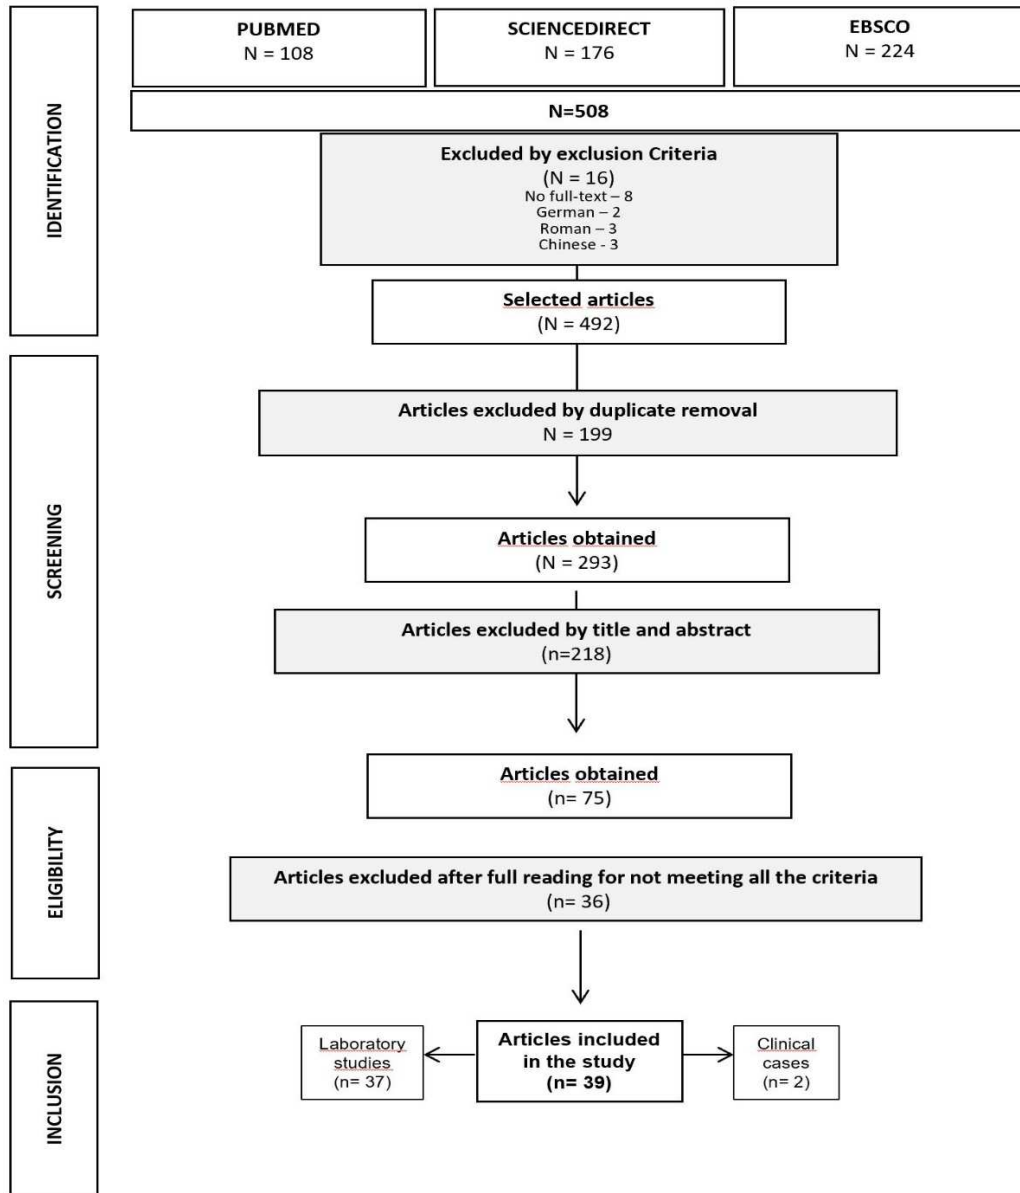 IDENTIFICATION
PUBMED
N = 108
SCIENCEDIRECT
N = 176
EBSCO
N = 224
N=508
Excluded by exclusion Criteria
(N = 16)
No full-text – 8
German – 2
Roman – 3
Chinese - 3
Selected articles
(N = 492)
SCREENING
Articles excluded by duplicate removal
N = 199
Articles obtained
(N = 293)
Articles excluded by title and abstract
(n=218)
Articles obtained
(n= 75)
ELIGIBILITY
Articles excluded after full reading for not meeting all the criteria
(n= 36)
INCLUSION
Laboratory
studies
(n= 37)
Articles included
in the study
(n= 39)
Clinical
cases
(n= 2)